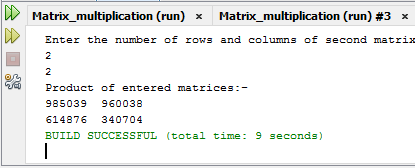 Matrix_multiplication (run) × Matrix_multiplication (run) #3 ×
Enter the number of rows and columns of second matrix
2
2
Product of entered matrices:-
985039 960038
614876 340704
BUILD SUCCESSFUL (total time: 9 seconds)